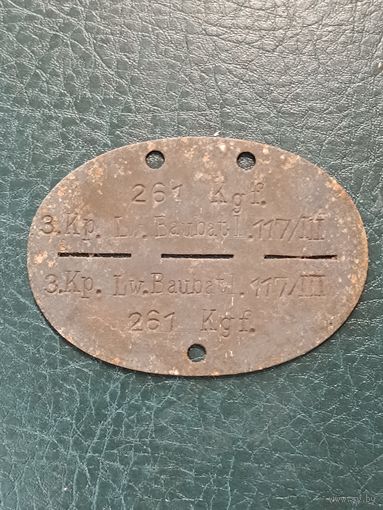 261 Kgf.
3.Kp. Lw. Baubatl. 117/III
3.Kp. Lw. Baubatl. 117/III
261 Kgf.